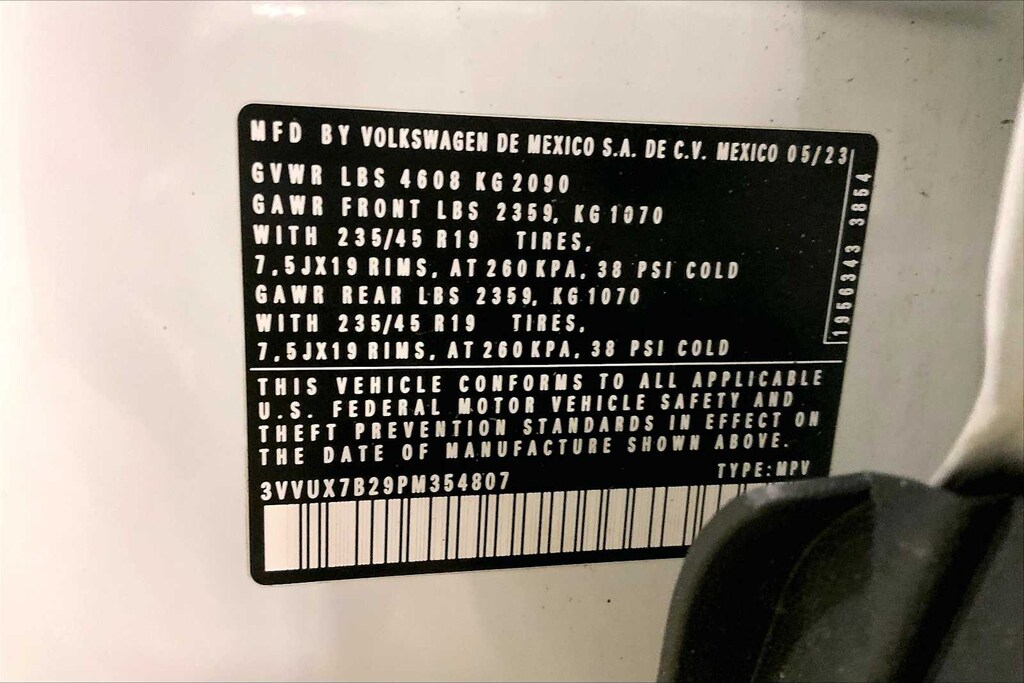 MFD BY VOLKSWAGEN DE MEXICO S.A. DE C.V. MEXICO 05/23
GVWR LBS 4608 KG 2090
GAWR FRONT LBS 2359, KG 1070
WITH 235/45 R19 TIRES,
7,5JX19 RIMS, AT 260 KPA, 38 PSI COLD
GAWR REAR LBS 2359, KG 1070
WITH 235/45 R19 TIRES,
7,5JX19 RIMS, AT 260 KPA, 38 PSI COLD
1956343 3854
THIS VEHICLE CONFORMS TO ALL APPLICABLE
U.S. FEDERAL MOTOR VEHICLE SAFETY AND
THEFT PREVENTION STANDARDS IN EFFECT ON
THE DATE OF MANUFACTURE SHOWN ABOVE.
3VVUX7B29PM354807 TYPE: MPV